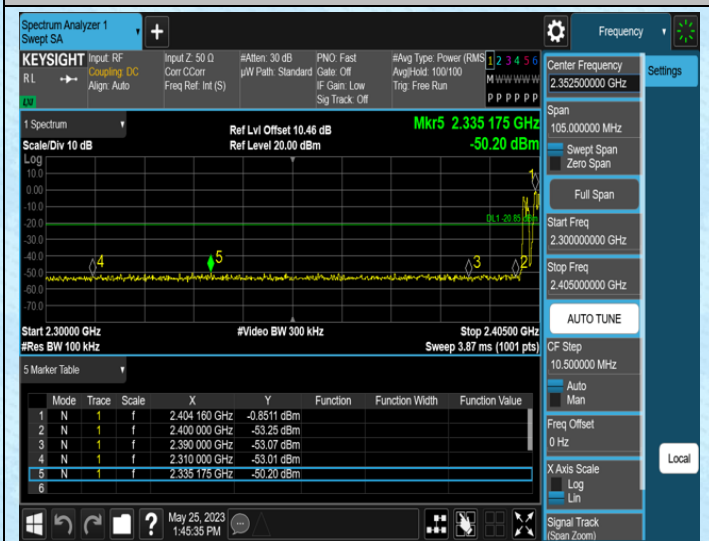 Spectrum Analyzer 1
Swept SA
Frequency
KEYSIGHT
RL
Input: RF
Coupling: DC
Align: Auto
Input Z: 50 Ω
Corr CCorr
Freq Ref: Int (S)
#Atten: 30 dB
µW Path: Standard
PNO: Fast
Gate: Off
IF Gain: Low
Sig Track: Off
#Avg Type: Power (RMS
Avg|Hold: 100/100
Trig: Free Run
1 2 3 4 5 6
M W W W W W
P P P P P P
1 Spectrum
Scale/Div 10 dB
Ref Lvl Offset 10.46 dB
Ref Level 20.00 dBm
Mkr5 2.335 175 GHz
-50.20 dBm
Log
10.0
0.00
-10.0
-20.0
-30.0
-40.0
-50.0
-60.0
-70.0
1
DL1 -20.85 dBm
4
5
3
2
Start 2.30000 GHz
#Res BW 100 kHz
#Video BW 300 kHz
Stop 2.40500 GHz
Sweep 3.87 ms (1001 pts)
5 Marker Table
Mode Trace Scale X Y Function Function Width Function Value
1 N 1 f 2.404 160 GHz -0.8511 dBm
2 N 1 f 2.400 000 GHz -53.25 dBm
3 N 1 f 2.390 000 GHz -53.07 dBm
4 N 1 f 2.310 000 GHz -53.01 dBm
5 N 1 f 2.335 175 GHz -50.20 dBm
6
May 25, 2023
1:45:35 PM
Center Frequency
2.352500000 GHz
Settings
Span
105.000000 MHz
Swept Span
Zero Span
Full Span
Start Freq
2.300000000 GHz
Stop Freq
2.405000000 GHz
AUTO TUNE
CF Step
10.500000 MHz
Auto
Man
Freq Offset
0 Hz
Local
X Axis Scale
Log
Lin
Signal Track
(Span Zoom)